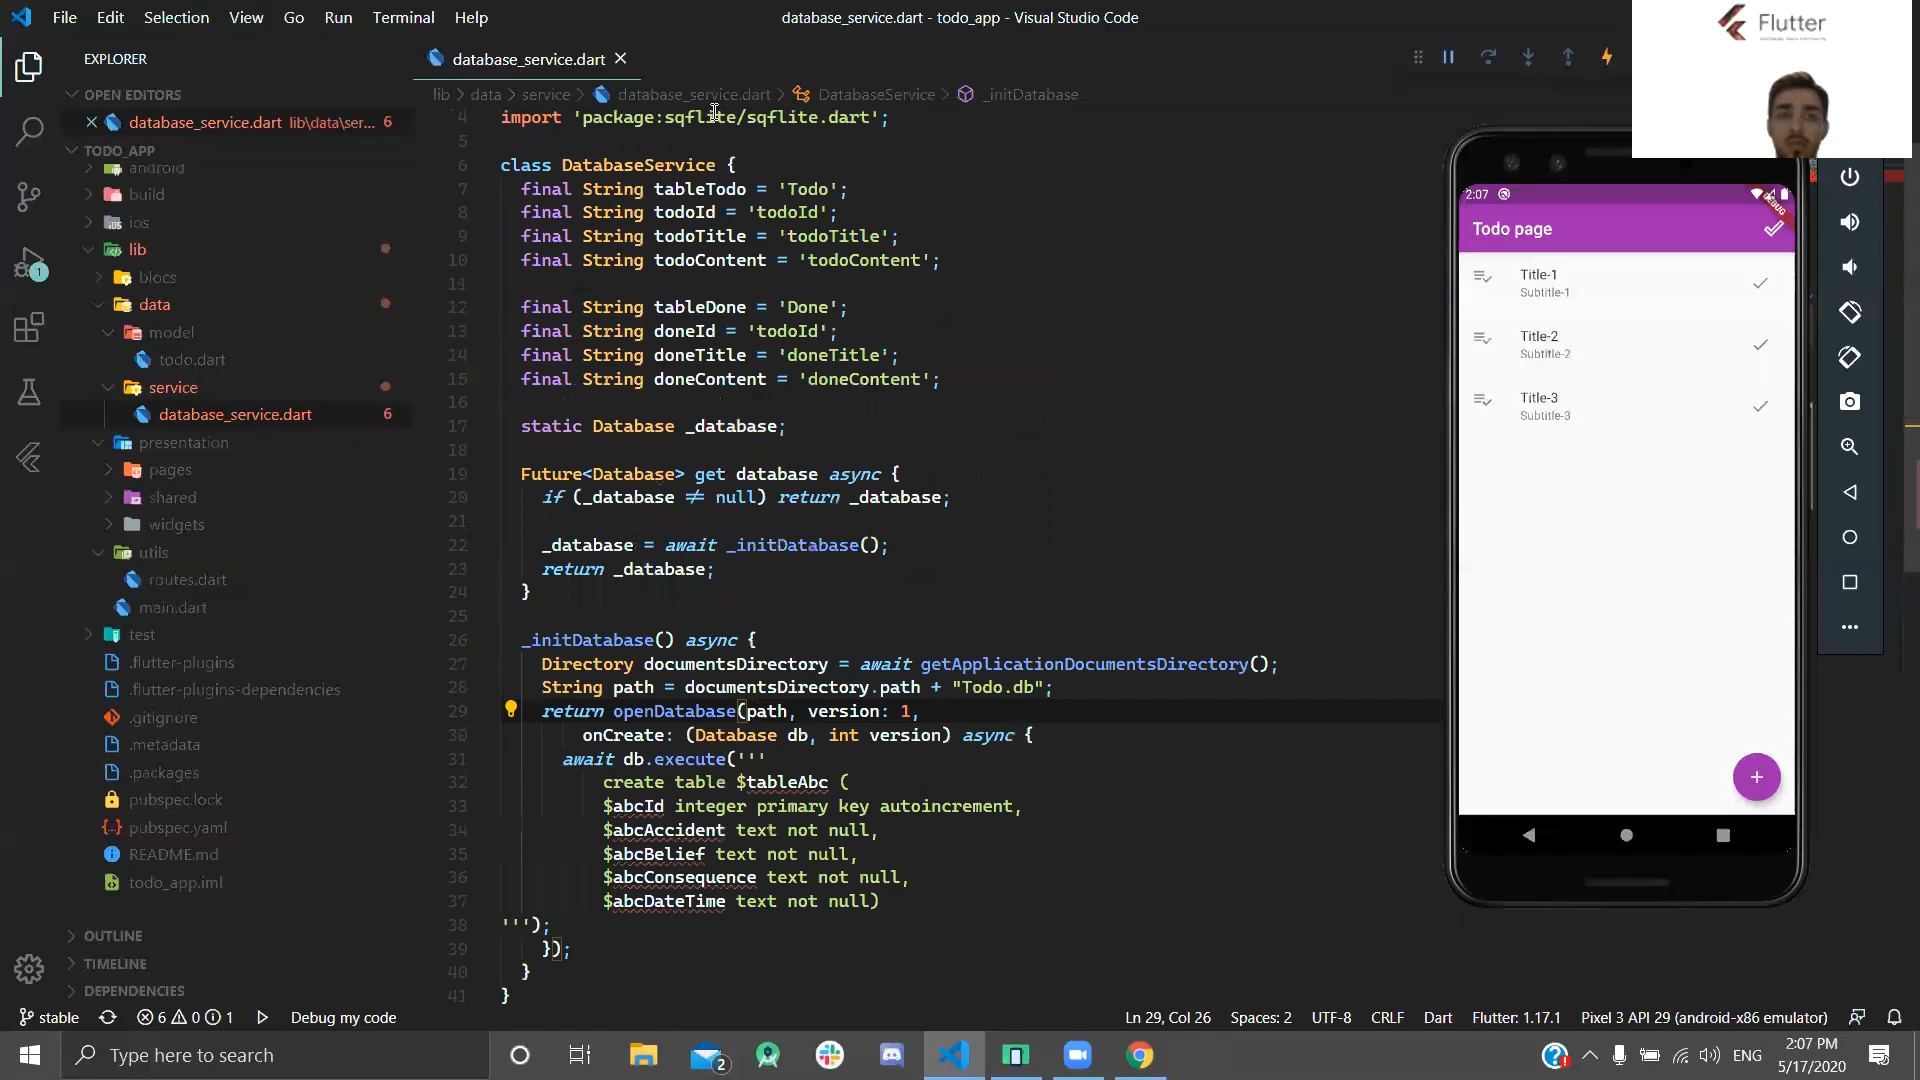 File Edit Selection View Go Run Terminal Help
database_service.dart - todo_app - Visual Studio Code
Flutter
EXPLORER
database_service.dart
OPEN EDITORS
database_service.dart lib\data\ser... 6
TODO_APP
android
build
ios
lib
blocs
data
model
todo.dart
service
database_service.dart 6
presentation
pages
shared
widgets
utils
routes.dart
main.dart
test
.flutter-plugins
.flutter-plugins-dependencies
.gitignore
.metadata
.packages
pubspec.lock
pubspec.yaml
README.md
todo_app.iml
OUTLINE
TIMELINE
DEPENDENCIES
1
lib > data > service > database_service.dart > DatabaseService > _initDatabase
4 import 'package:sqflite/sqflite.dart';
5
6 class DatabaseService {
7 final String tableTodo = 'Todo';
8 final String todoId = 'todoId';
9 final String todoTitle = 'todoTitle';
10 final String todoContent = 'todoContent';
11
12 final String tableDone = 'Done';
13 final String doneId = 'todoId';
14 final String doneTitle = 'doneTitle';
15 final String doneContent = 'doneContent';
16
17 static Database _database;
18
19 Future<Database> get database async {
20 if (_database != null) return _database;
21
22 _database = await _initDatabase();
23 return _database;
24 }
25
26 _initDatabase() async {
27 Directory documentsDirectory = await getApplicationDocumentsDirectory();
28 String path = documentsDirectory.path + "Todo.db";
29 return openDatabase(path, version: 1,
30 onCreate: (Database db, int version) async {
31 await db.execute('''
32 create table $tableAbc (
33 $abcId integer primary key autoincrement,
34 $abcAccident text not null,
35 $abcBelief text not null,
36 $abcConsequence text not null,
37 $abcDateTime text not null)
38 ''');
39 });
40 }
41 }
2:07
DEBUG
Todo page
Title-1
Subtitle-1
Title-2
Subtitle-2
Title-3
Subtitle-3
stable 6 0 1 Debug my code
Ln 29, Col 26 Spaces: 2 UTF-8 CRLF Dart Flutter: 1.17.1 Pixel 3 API 29 (android-x86 emulator)
Type here to search
2
ENG
2:07 PM
5/17/2020